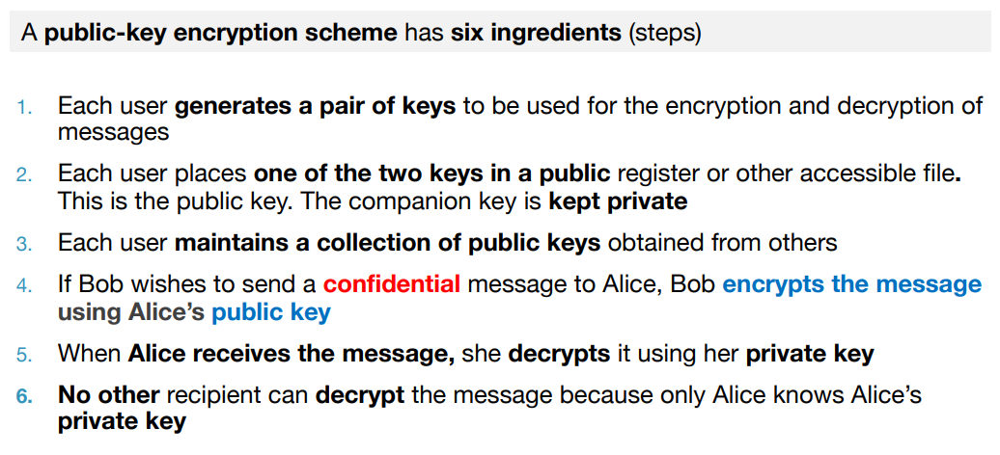 A public-key encryption scheme has six ingredients (steps)
1. Each user generates a pair of keys to be used for the encryption and decryption of
messages
2. Each user places one of the two keys in a public register or other accessible file.
This is the public key. The companion key is kept private
3. Each user maintains a collection of public keys obtained from others
4. If Bob wishes to send a confidential message to Alice, Bob encrypts the message
using Alice’s public key
5. When Alice receives the message, she decrypts it using her private key
6. No other recipient can decrypt the message because only Alice knows Alice’s
private key